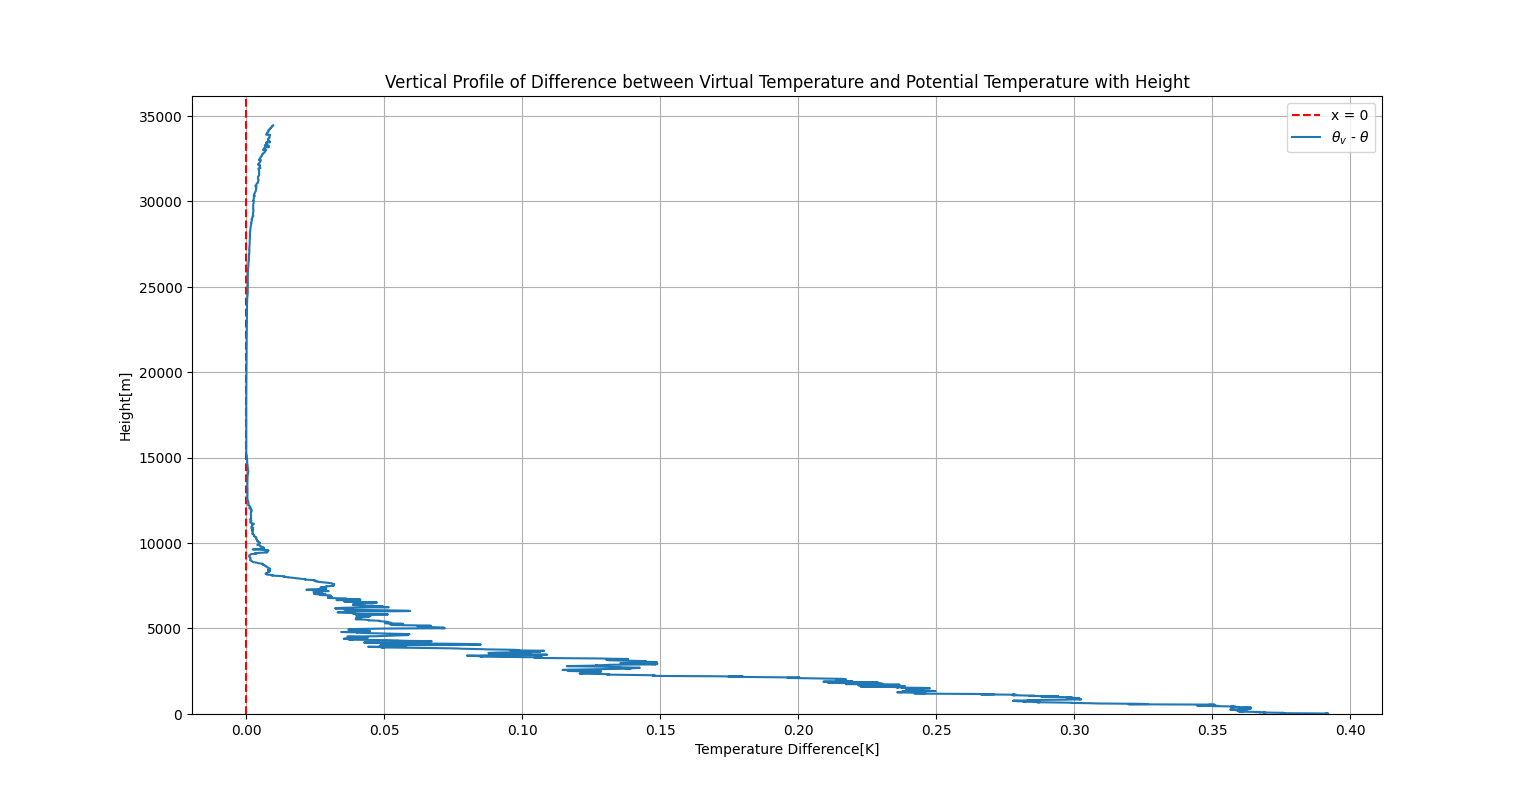 Vertical Profile of Difference between Virtual Temperature and Potential Temperature with Height
x = 0
θv - θ
35000
30000
25000
20000
15000
10000
5000
0
Height[m]
0.00 0.05 0.10 0.15 0.20 0.25 0.30 0.35 0.40
Temperature Difference[K]